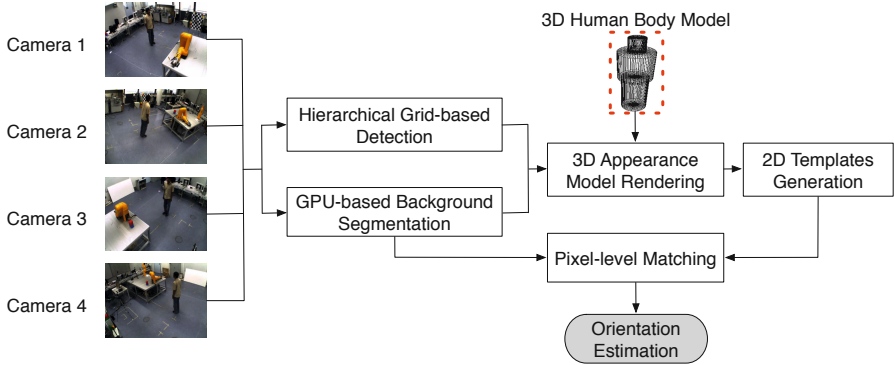 3D Human Body Model
Camera 1
Camera 2
Camera 3
Camera 4
Hierarchical Grid-based
Detection
GPU-based Background
Segmentation
3D Appearance
Model Rendering
2D Templates
Generation
Pixel-level Matching
Orientation
Estimation